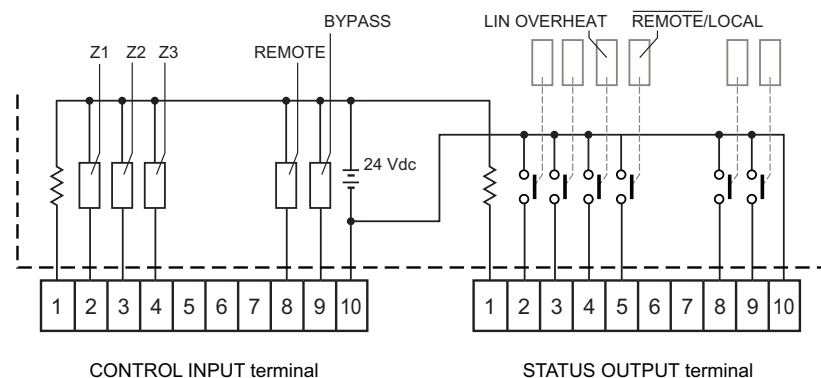 BYPASS
LIN OVERHEAT REMOTE/LOCAL
Z1 Z2 Z3 REMOTE
24 Vdc
1 2 3 4 5 6 7 8 9 10
1 2 3 4 5 6 7 8 9 10
CONTROL INPUT terminal
STATUS OUTPUT terminal